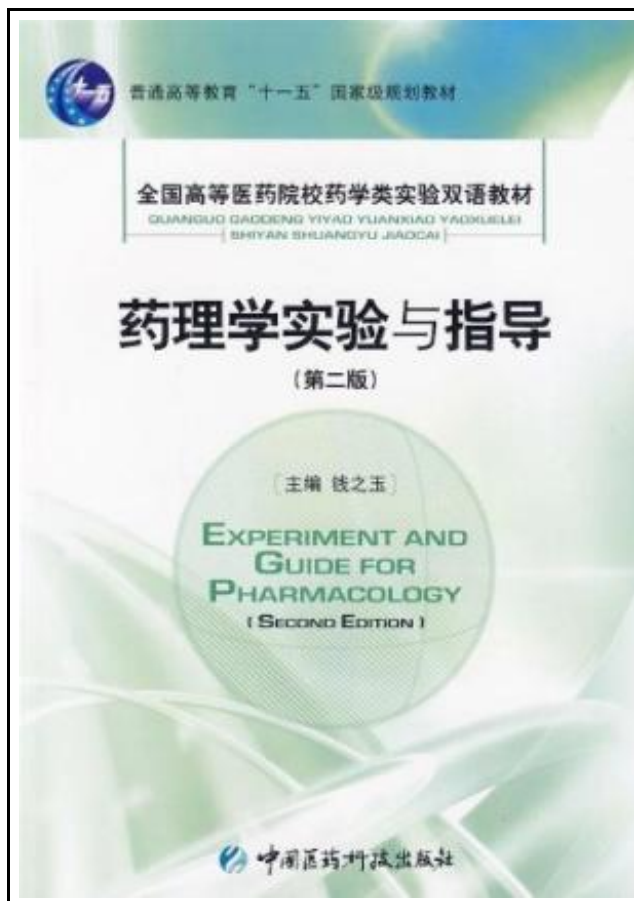 十一五
普通高等教育“十一五”国家级规划教材
全国高等医药院校药学类实验双语教材
QUANGUO GAODENG YIYAO YUANXIAO YAOXUELEI
[ SHIYAN SHUANGYU JIAOCAI ]
药理学实验与指导
(第二版)
[主编 钱之玉]
EXPERIMENT AND
GUIDE FOR
PHARMACOLOGY
[ SECOND EDITION ]
中国医药科技出版社